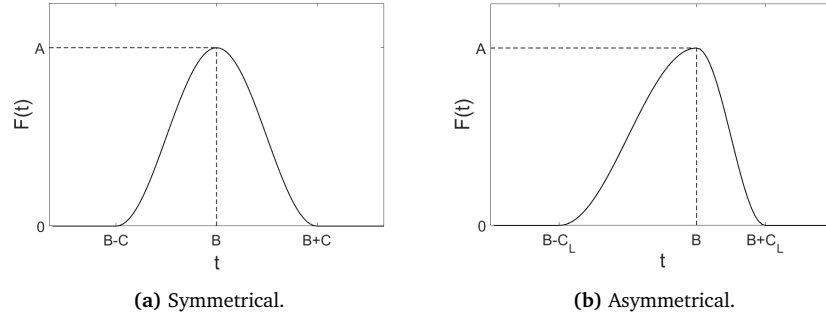 A
F(t)
0
B-C
B
B+C
t
(a) Symmetrical.
A
F(t)
0
B-C_L
B
B+C_L
t
(b) Asymmetrical.